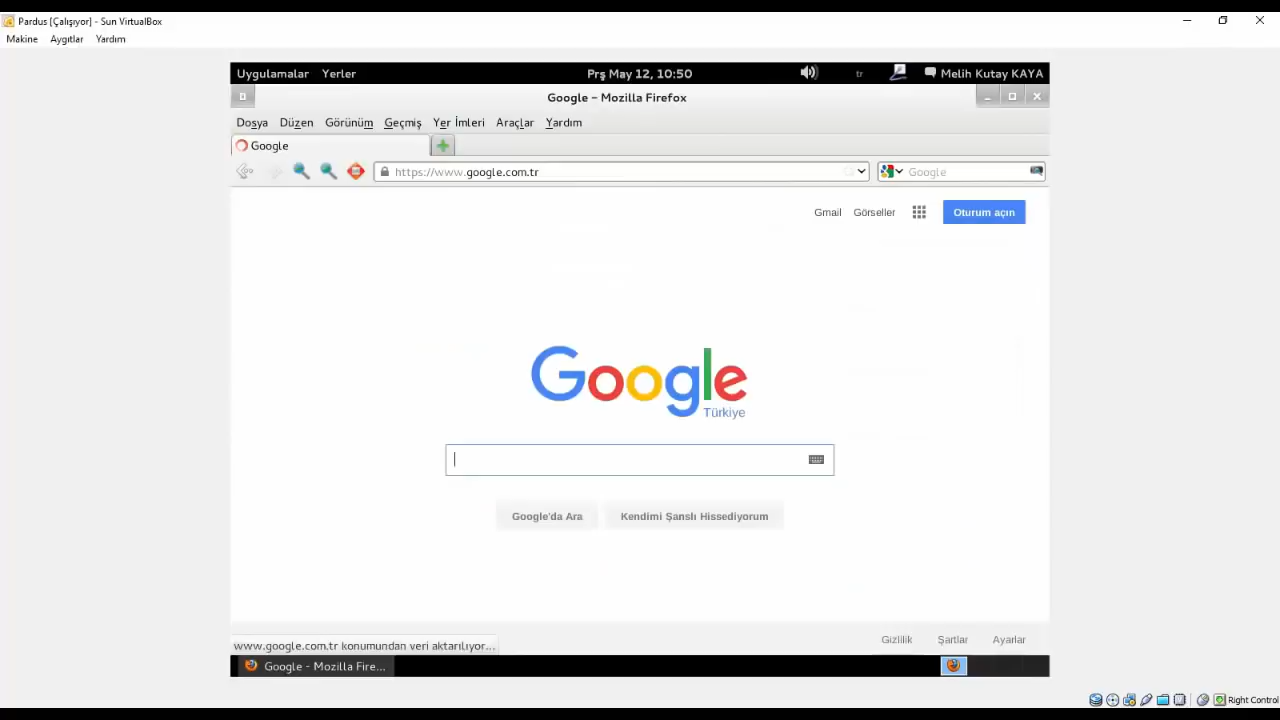 Pardus [Çalışıyor] - Sun VirtualBox
Makine Aygıtlar Yardım
Uygulamalar Yerler Prş May 12, 10:50 tr Melih Kutay KAYA
Google – Mozilla Firefox
Dosya Düzen Görünüm Geçmiş Yer İmleri Araçlar Yardım
Google
https://www.google.com.tr Google
Gmail Görseller Oturum açın
Google
Türkiye
Google'da Ara Kendimi Şanslı Hissediyorum
Gizlilik Şartlar Ayarlar
www.google.com.tr konumundan veri aktarılıyor...
Google - Mozilla Fire...
Right Control